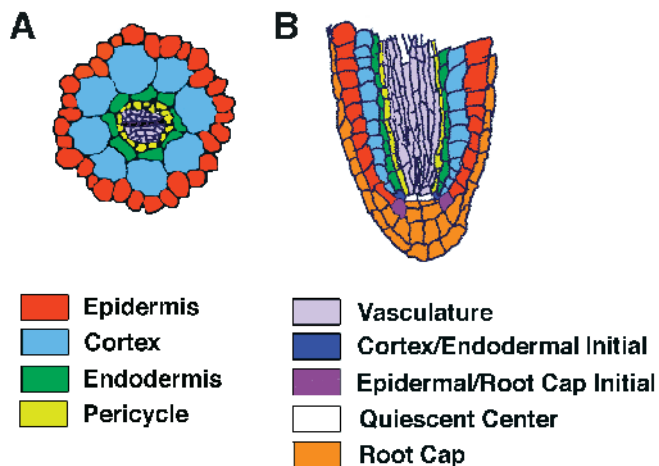 A
B
Epidermis
Cortex
Endodermis
Pericycle
Vasculature
Cortex/Endodermal Initial
Epidermal/Root Cap Initial
Quiescent Center
Root Cap